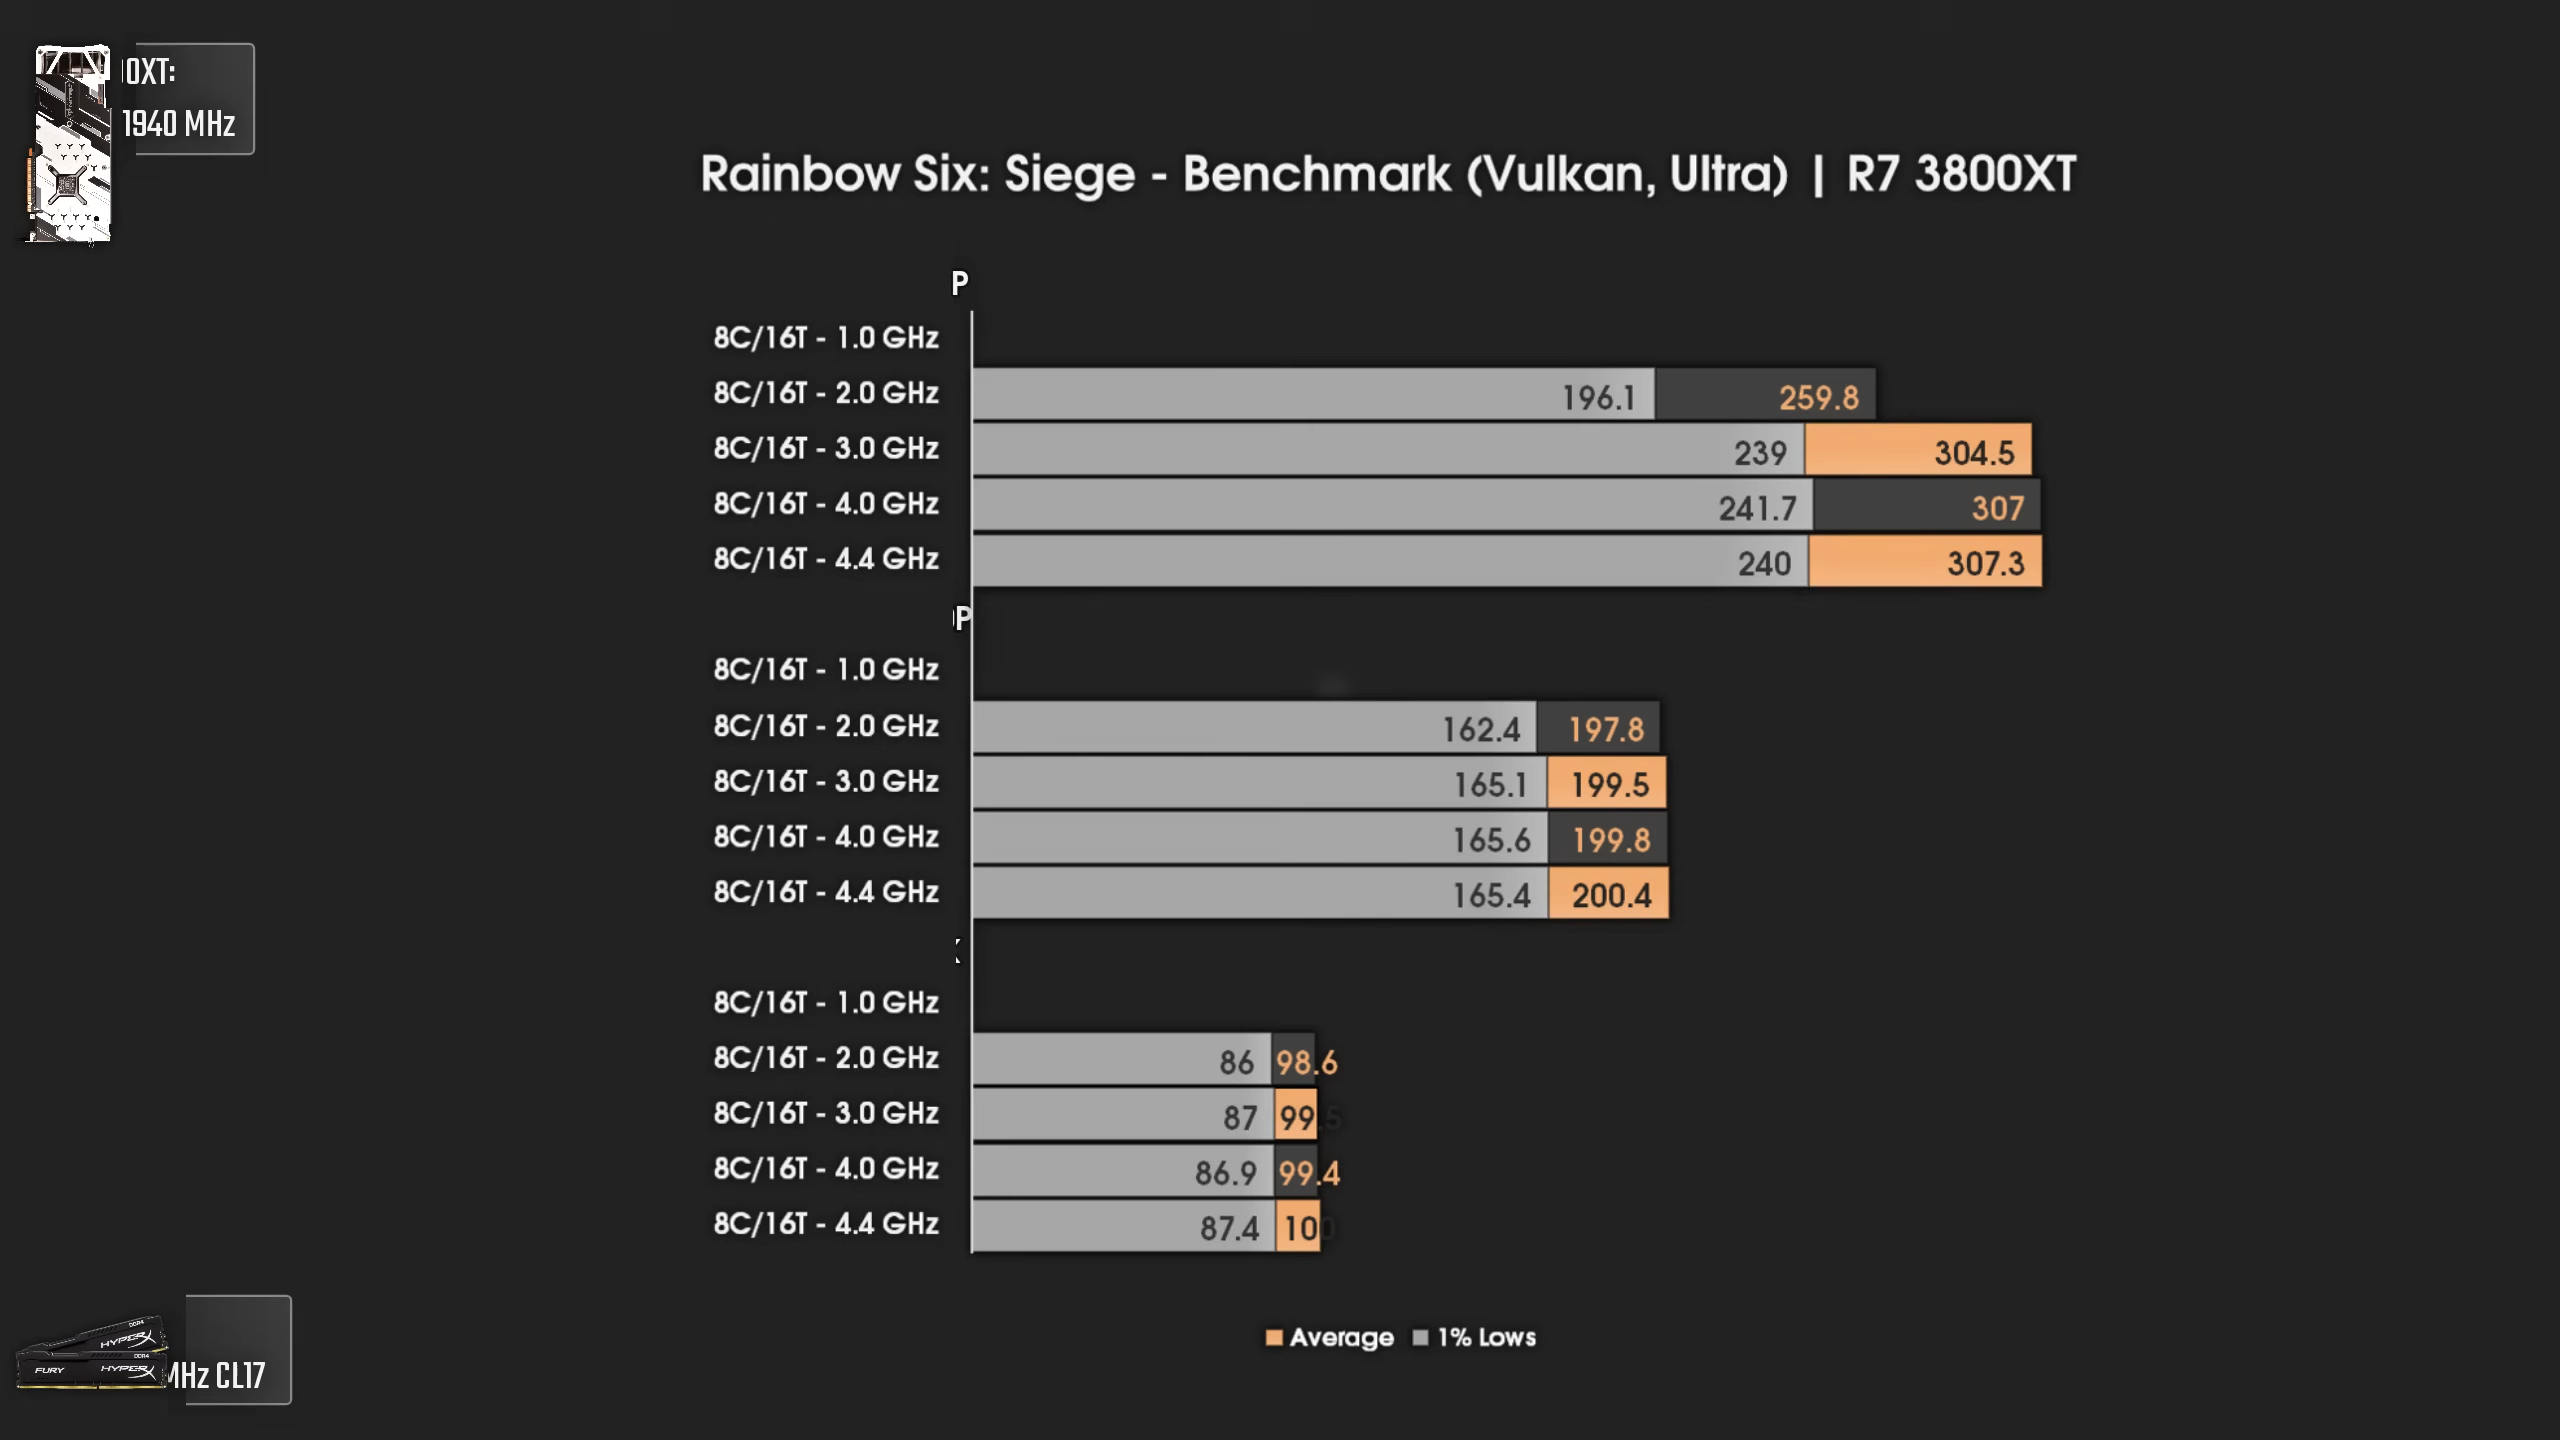 0XT:
1940 MHz
Rainbow Six: Siege - Benchmark (Vulkan, Ultra) | R7 3800XT
P
8C/16T - 1.0 GHz
8C/16T - 2.0 GHz 196.1 259.8
8C/16T - 3.0 GHz 239 304.5
8C/16T - 4.0 GHz 241.7 307
8C/16T - 4.4 GHz 240 307.3
P
8C/16T - 1.0 GHz
8C/16T - 2.0 GHz 162.4 197.8
8C/16T - 3.0 GHz 165.1 199.5
8C/16T - 4.0 GHz 165.6 199.8
8C/16T - 4.4 GHz 165.4 200.4
8C/16T - 1.0 GHz
8C/16T - 2.0 GHz 86 98.6
8C/16T - 3.0 GHz 87 99.5
8C/16T - 4.0 GHz 86.9 99.4
8C/16T - 4.4 GHz 87.4 100
Average 1% Lows
DDR4
HYPERX
DDR4
FURY HYPERX
MHz CL17